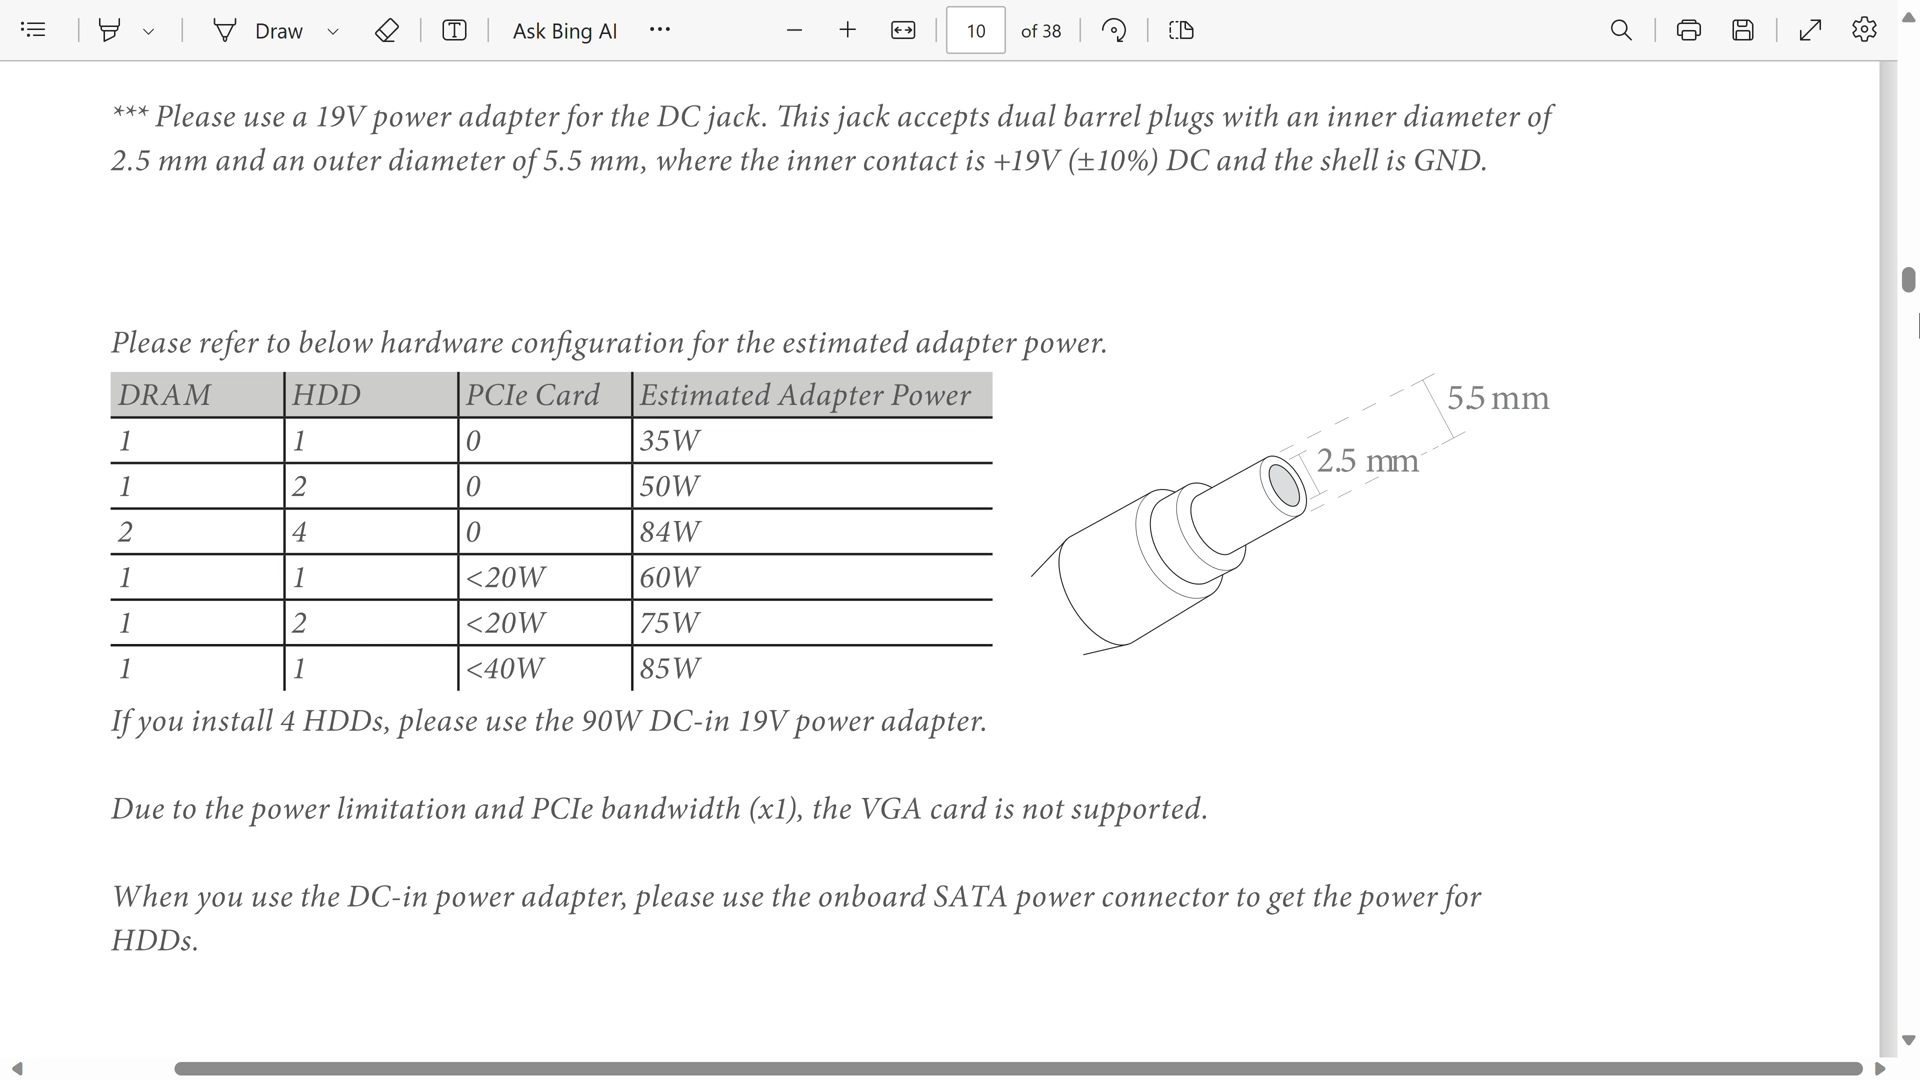 Draw
Ask Bing AI
10 of 38
*** Please use a 19V power adapter for the DC jack. This jack accepts dual barrel plugs with an inner diameter of
2.5 mm and an outer diameter of 5.5 mm, where the inner contact is +19V (±10%) DC and the shell is GND.
Please refer to below hardware configuration for the estimated adapter power.
DRAM HDD PCIe Card Estimated Adapter Power
1 1 0 35W
1 2 0 50W
2 4 0 84W
1 1 <20W 60W
1 2 <20W 75W
1 1 <40W 85W
5.5 mm
2.5 mm
If you install 4 HDDs, please use the 90W DC-in 19V power adapter.
Due to the power limitation and PCIe bandwidth (x1), the VGA card is not supported.
When you use the DC-in power adapter, please use the onboard SATA power connector to get the power for
HDDs.